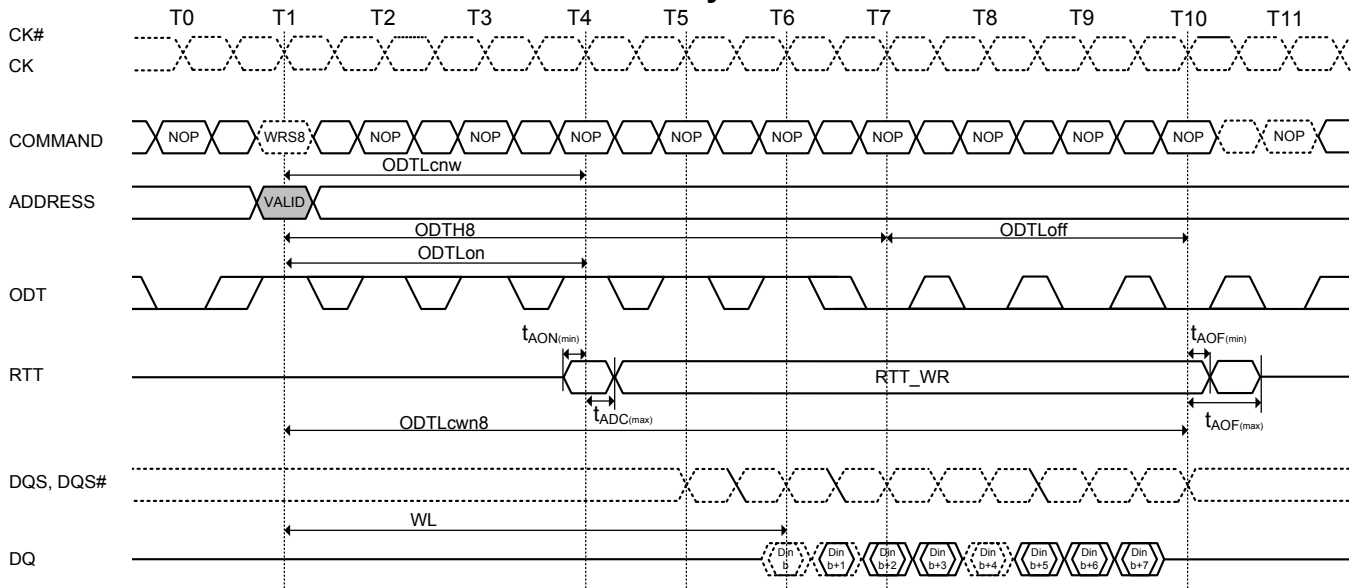 T0 T1 T2 T3 T4 T5 T6 T7 T8 T9 T10 T11
CK#
CK
COMMAND NOP WRS8 NOP NOP NOP NOP NOP NOP NOP NOP NOP NOP
ODTLcnw
ADDRESS VALID
ODTH8 ODTLoff
ODTLon
ODT
tAON(min) tAOF(min)
RTT RTT_WR
tADC(max) tAOF(max)
ODTLcwn8
DQS, DQS#
WL
DQ Din b Din b+1 Din b+2 Din b+3 Din b+4 Din b+5 Din b+6 Din b+7